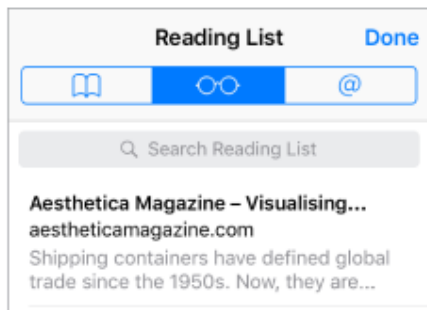 Reading List Done
@
Search Reading List
Aesthetica Magazine – Visualising...
aestheticamagazine.com
Shipping containers have defined global
trade since the 1950s. Now, they are...